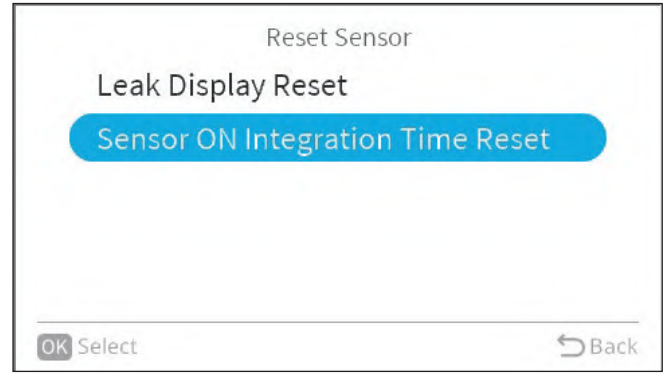 Reset Sensor
Leak Display Reset
Sensor ON Integration Time Reset
OK Select
Back